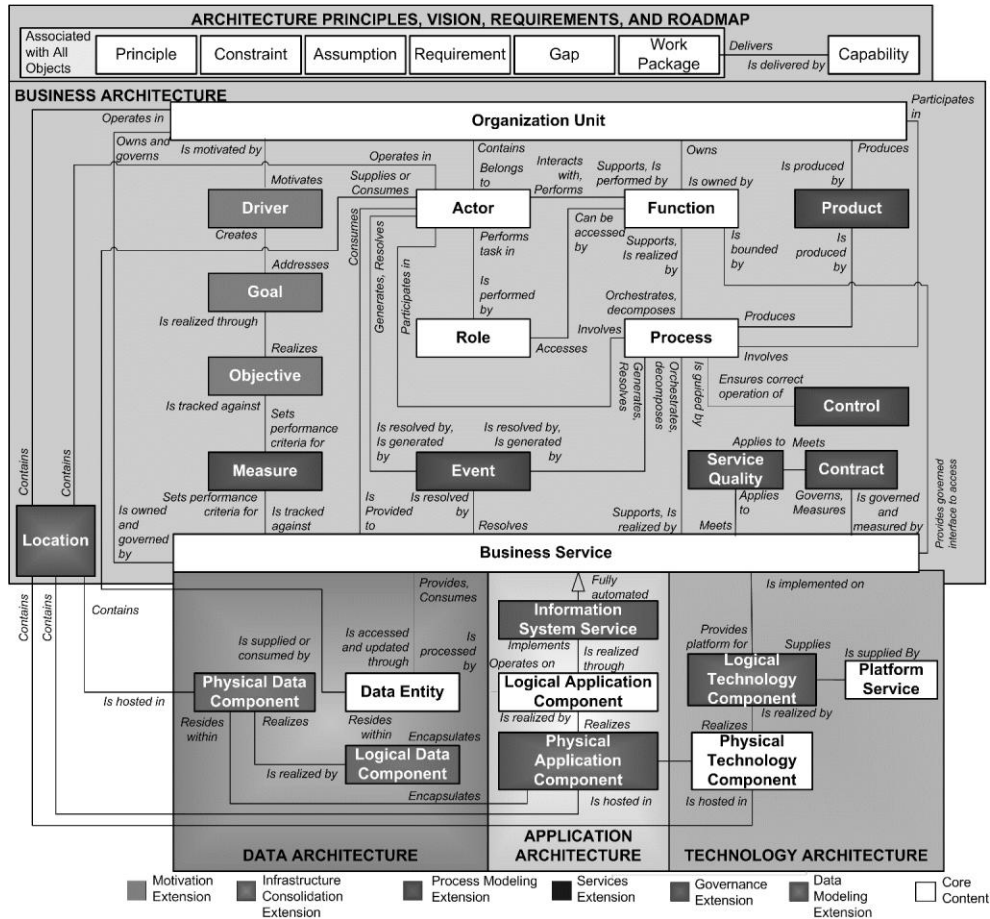 ARCHITECTURE PRINCIPLES, VISION, REQUIREMENTS, AND ROADMAP
Associated
with All
Objects
Principle
Constraint
Assumption
Requirement
Gap
Work
Package
Delivers
Is delivered by
Capability
BUSINESS ARCHITECTURE
Participates
in
Operates in
Organization Unit
Owns and
governs
Is motivated by
Operates in
Contains
Belongs
to
Interacts
with,
Performs
Supports, Is
performed by
Owns
Is owned by
Produces
Is produced
by
Motivates
Supplies or
Consumes
Driver
Actor
Function
Product
Creates
Consumes
Generates, Resolves
Participates in
Performs
task in
Can be
accessed
by
Supports,
Is realized
by
Is
bounded
by
Is
produced
by
Addresses
Goal
Is
performed
by
Orchestrates,
decomposes
Is realized through
Role
Accesses
Involves
Process
Produces
Involves
Realizes
Objective
Generates,
Resolves
Orchestrates,
decomposes
Is guided by
Ensures correct
operation of
Control
Is tracked against
Sets
performance
criteria for
Is resolved by,
Is generated
by
Is resolved by,
Is generated
by
Applies to
Meets
Measure
Event
Service
Quality
Contract
Contains
Contains
Sets performance
criteria for
Is tracked
against
Is
Provided
to
Is resolved
by
Resolves
Supports, Is
realized by
Applies
to
Meets
Governs,
Measures
Is governed
and
measured by
Provides governed
interface to access
Location
Is owned
and
governed
by
Business Service
Contains
Contains
Contains
Provides,
Consumes
Fully
automated
Is implemented on
Is supplied or
consumed by
Is accessed
and updated
through
Is
processed
by
Information
System Service
Implements
Is realized
through
Provides
platform for
Supplies
Is supplied By
Operates on
Physical Data
Component
Data Entity
Logical Application
Component
Logical
Technology
Component
Platform
Service
Is hosted in
Resides
within
Realizes
Resides
within
Encapsulates
Is realized by
Realizes
Is realized by
Realizes
Is realized by
Logical Data
Component
Physical
Application
Component
Physical
Technology
Component
Encapsulates
Is hosted in
Is hosted in
DATA ARCHITECTURE
APPLICATION
ARCHITECTURE
TECHNOLOGY ARCHITECTURE
Motivation
Extension
Infrastructure
Consolidation
Extension
Process Modeling
Extension
Services
Extension
Governance
Extension
Data
Modeling
Extension
Core
Content